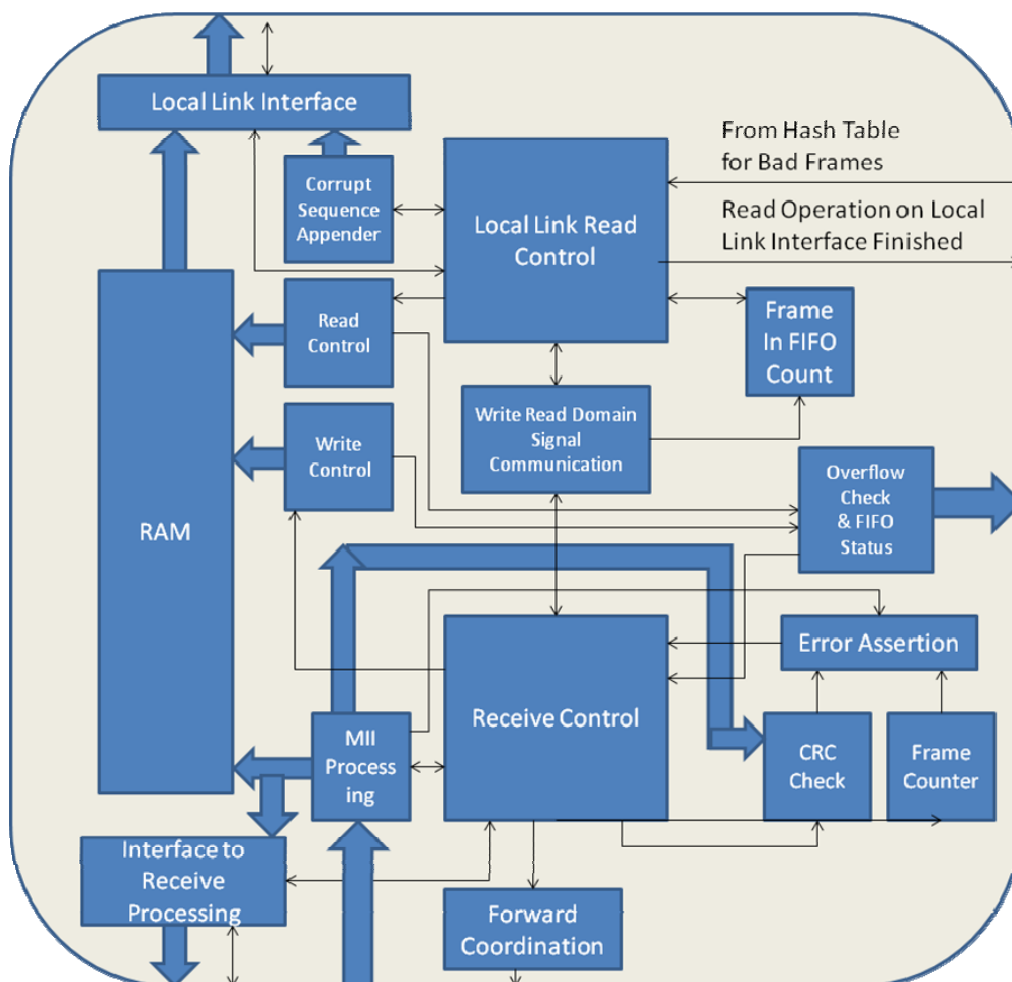 Local Link Interface
From Hash Table
for Bad Frames
Corrupt
Sequence
Appender
Local Link Read
Control
Read Operation on Local
Link Interface Finished
Read
Control
Frame
In FIFO
Count
Write Read Domain
Signal
Communication
Write
Control
Overflow
Check
& FIFO
Status
RAM
Error Assertion
Receive Control
MII
Process
ing
CRC
Check
Frame
Counter
Interface to
Receive
Processing
Forward
Coordination